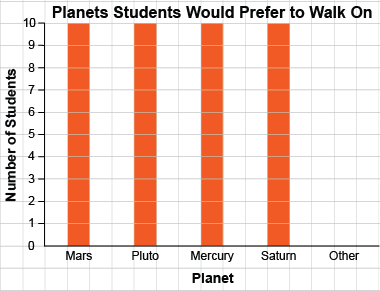 Planets Students Would Prefer to Walk On
Number of Students
10
9
8
7
6
5
4
3
2
1
0
Mars Pluto Mercury Saturn Other
Planet